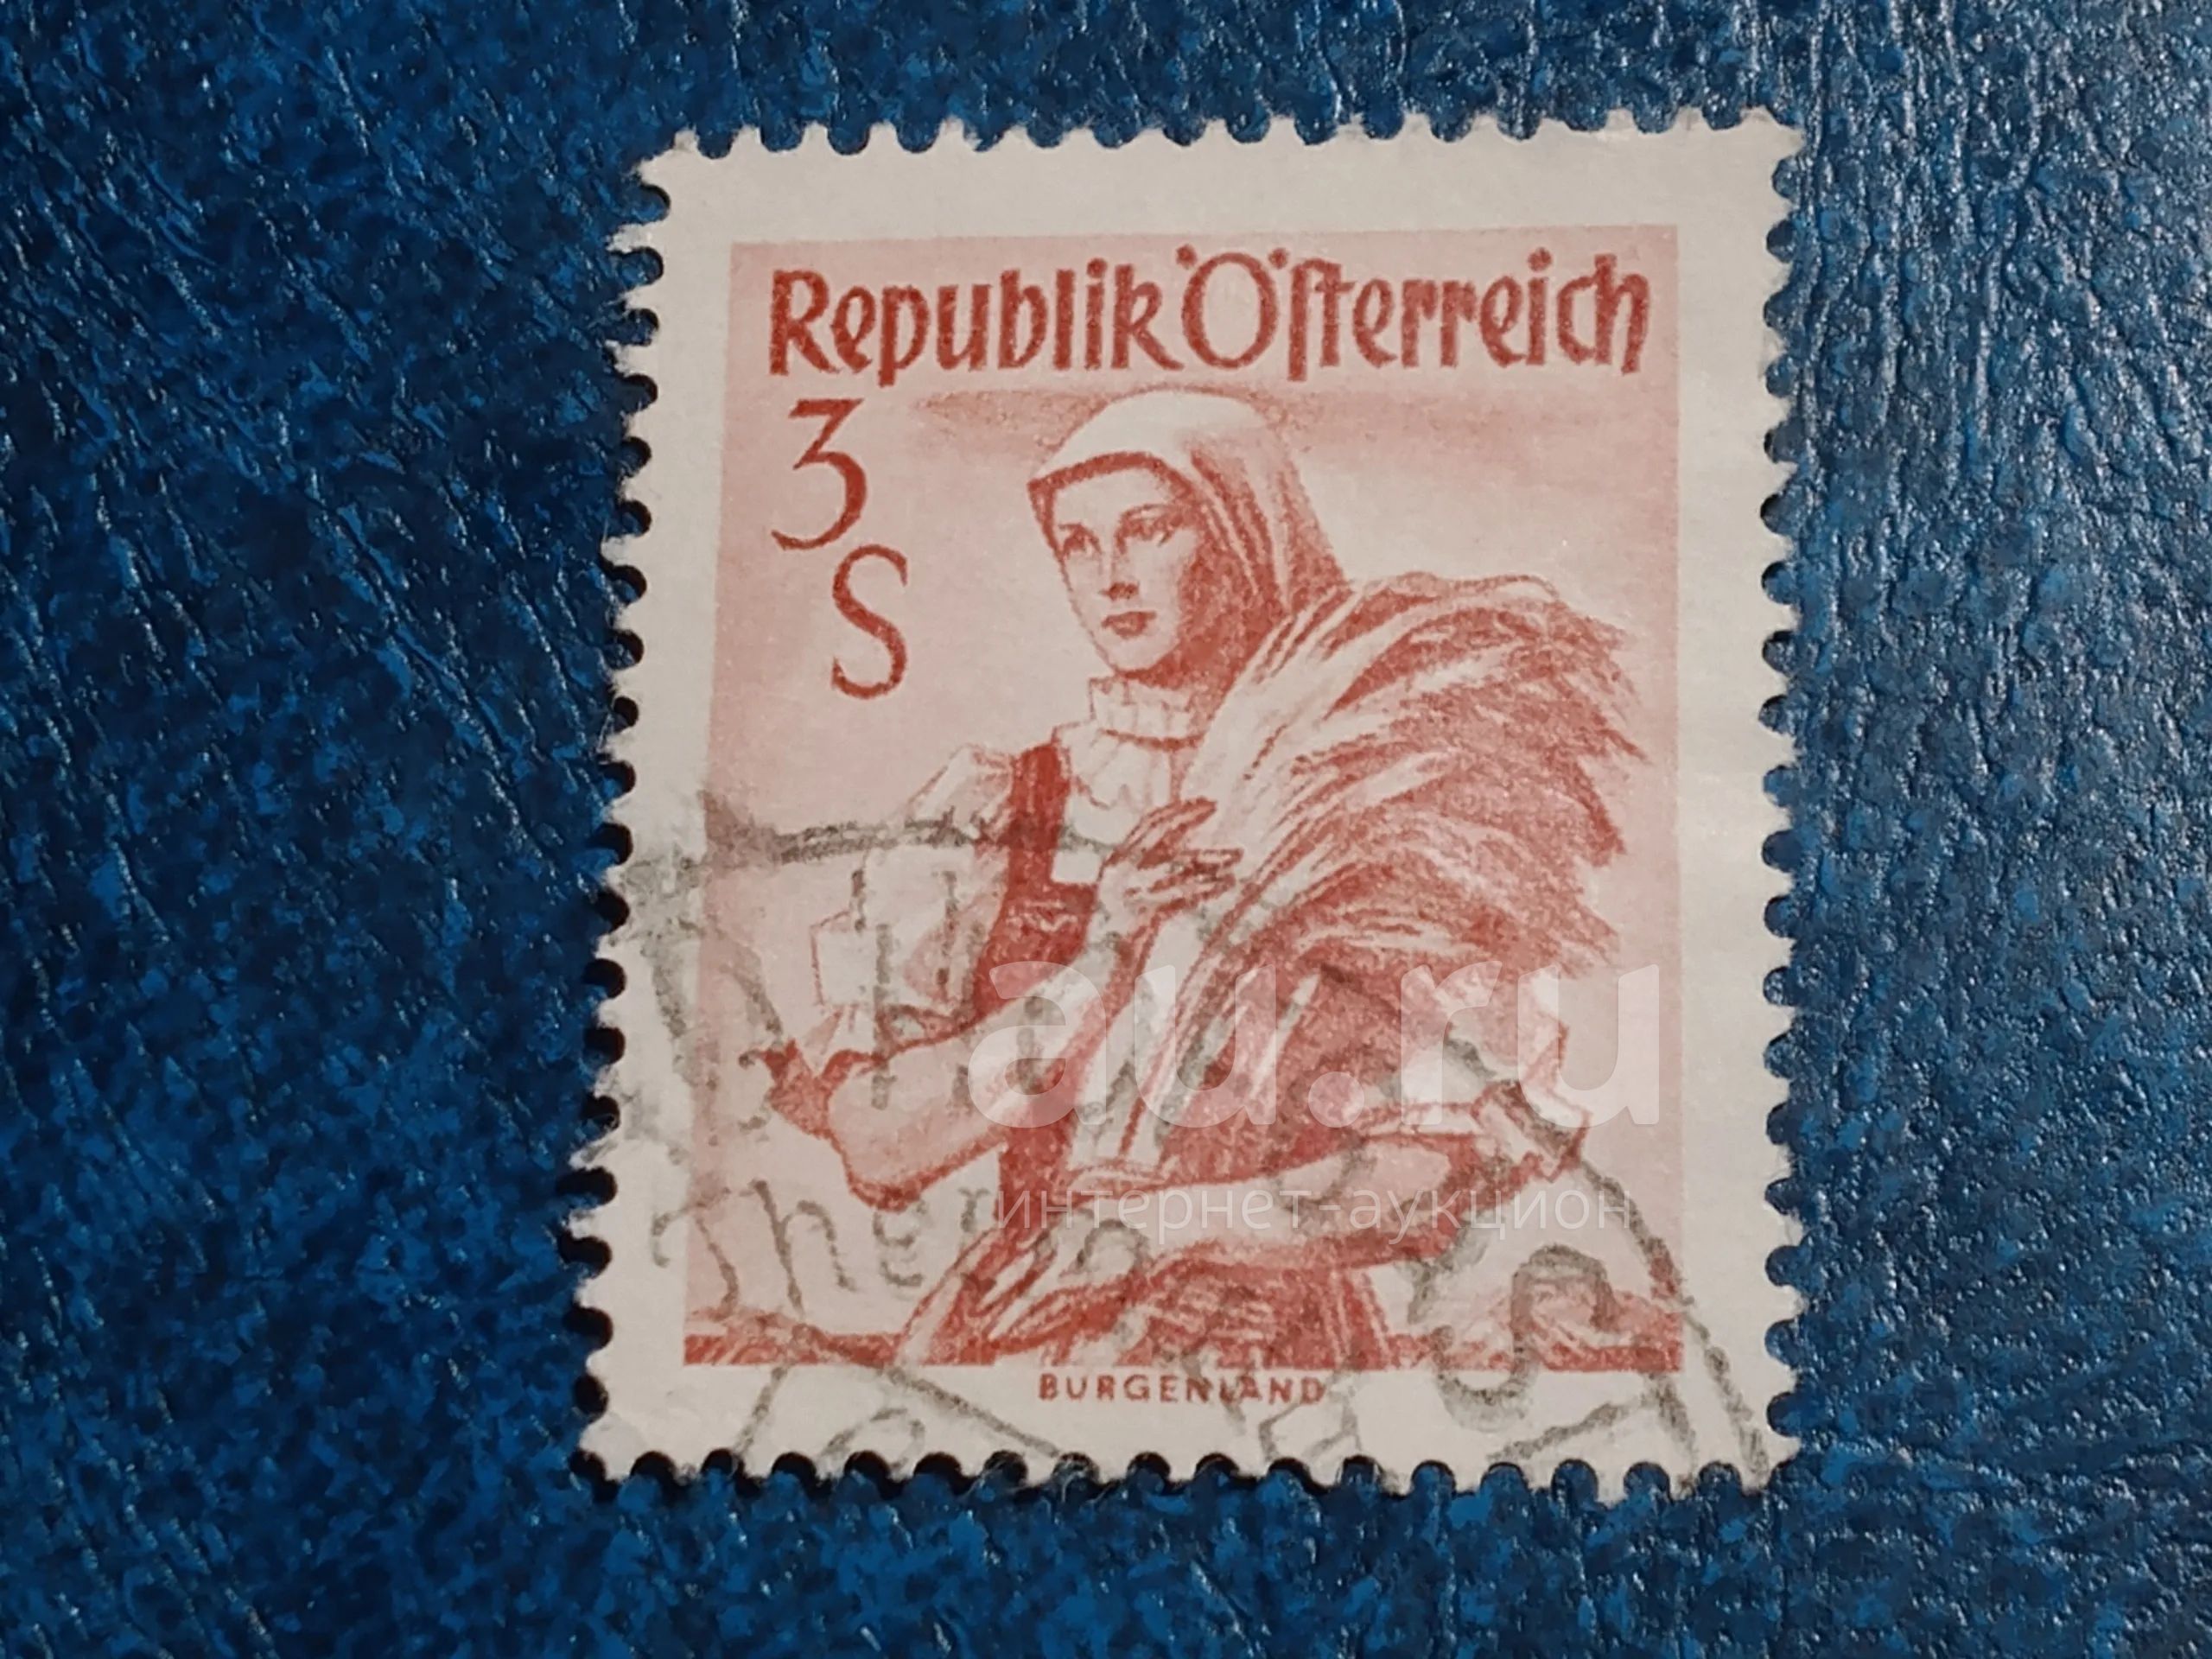 Republik Österreich
3
S
au.ru
интернет-аукцион
BURGENLAND